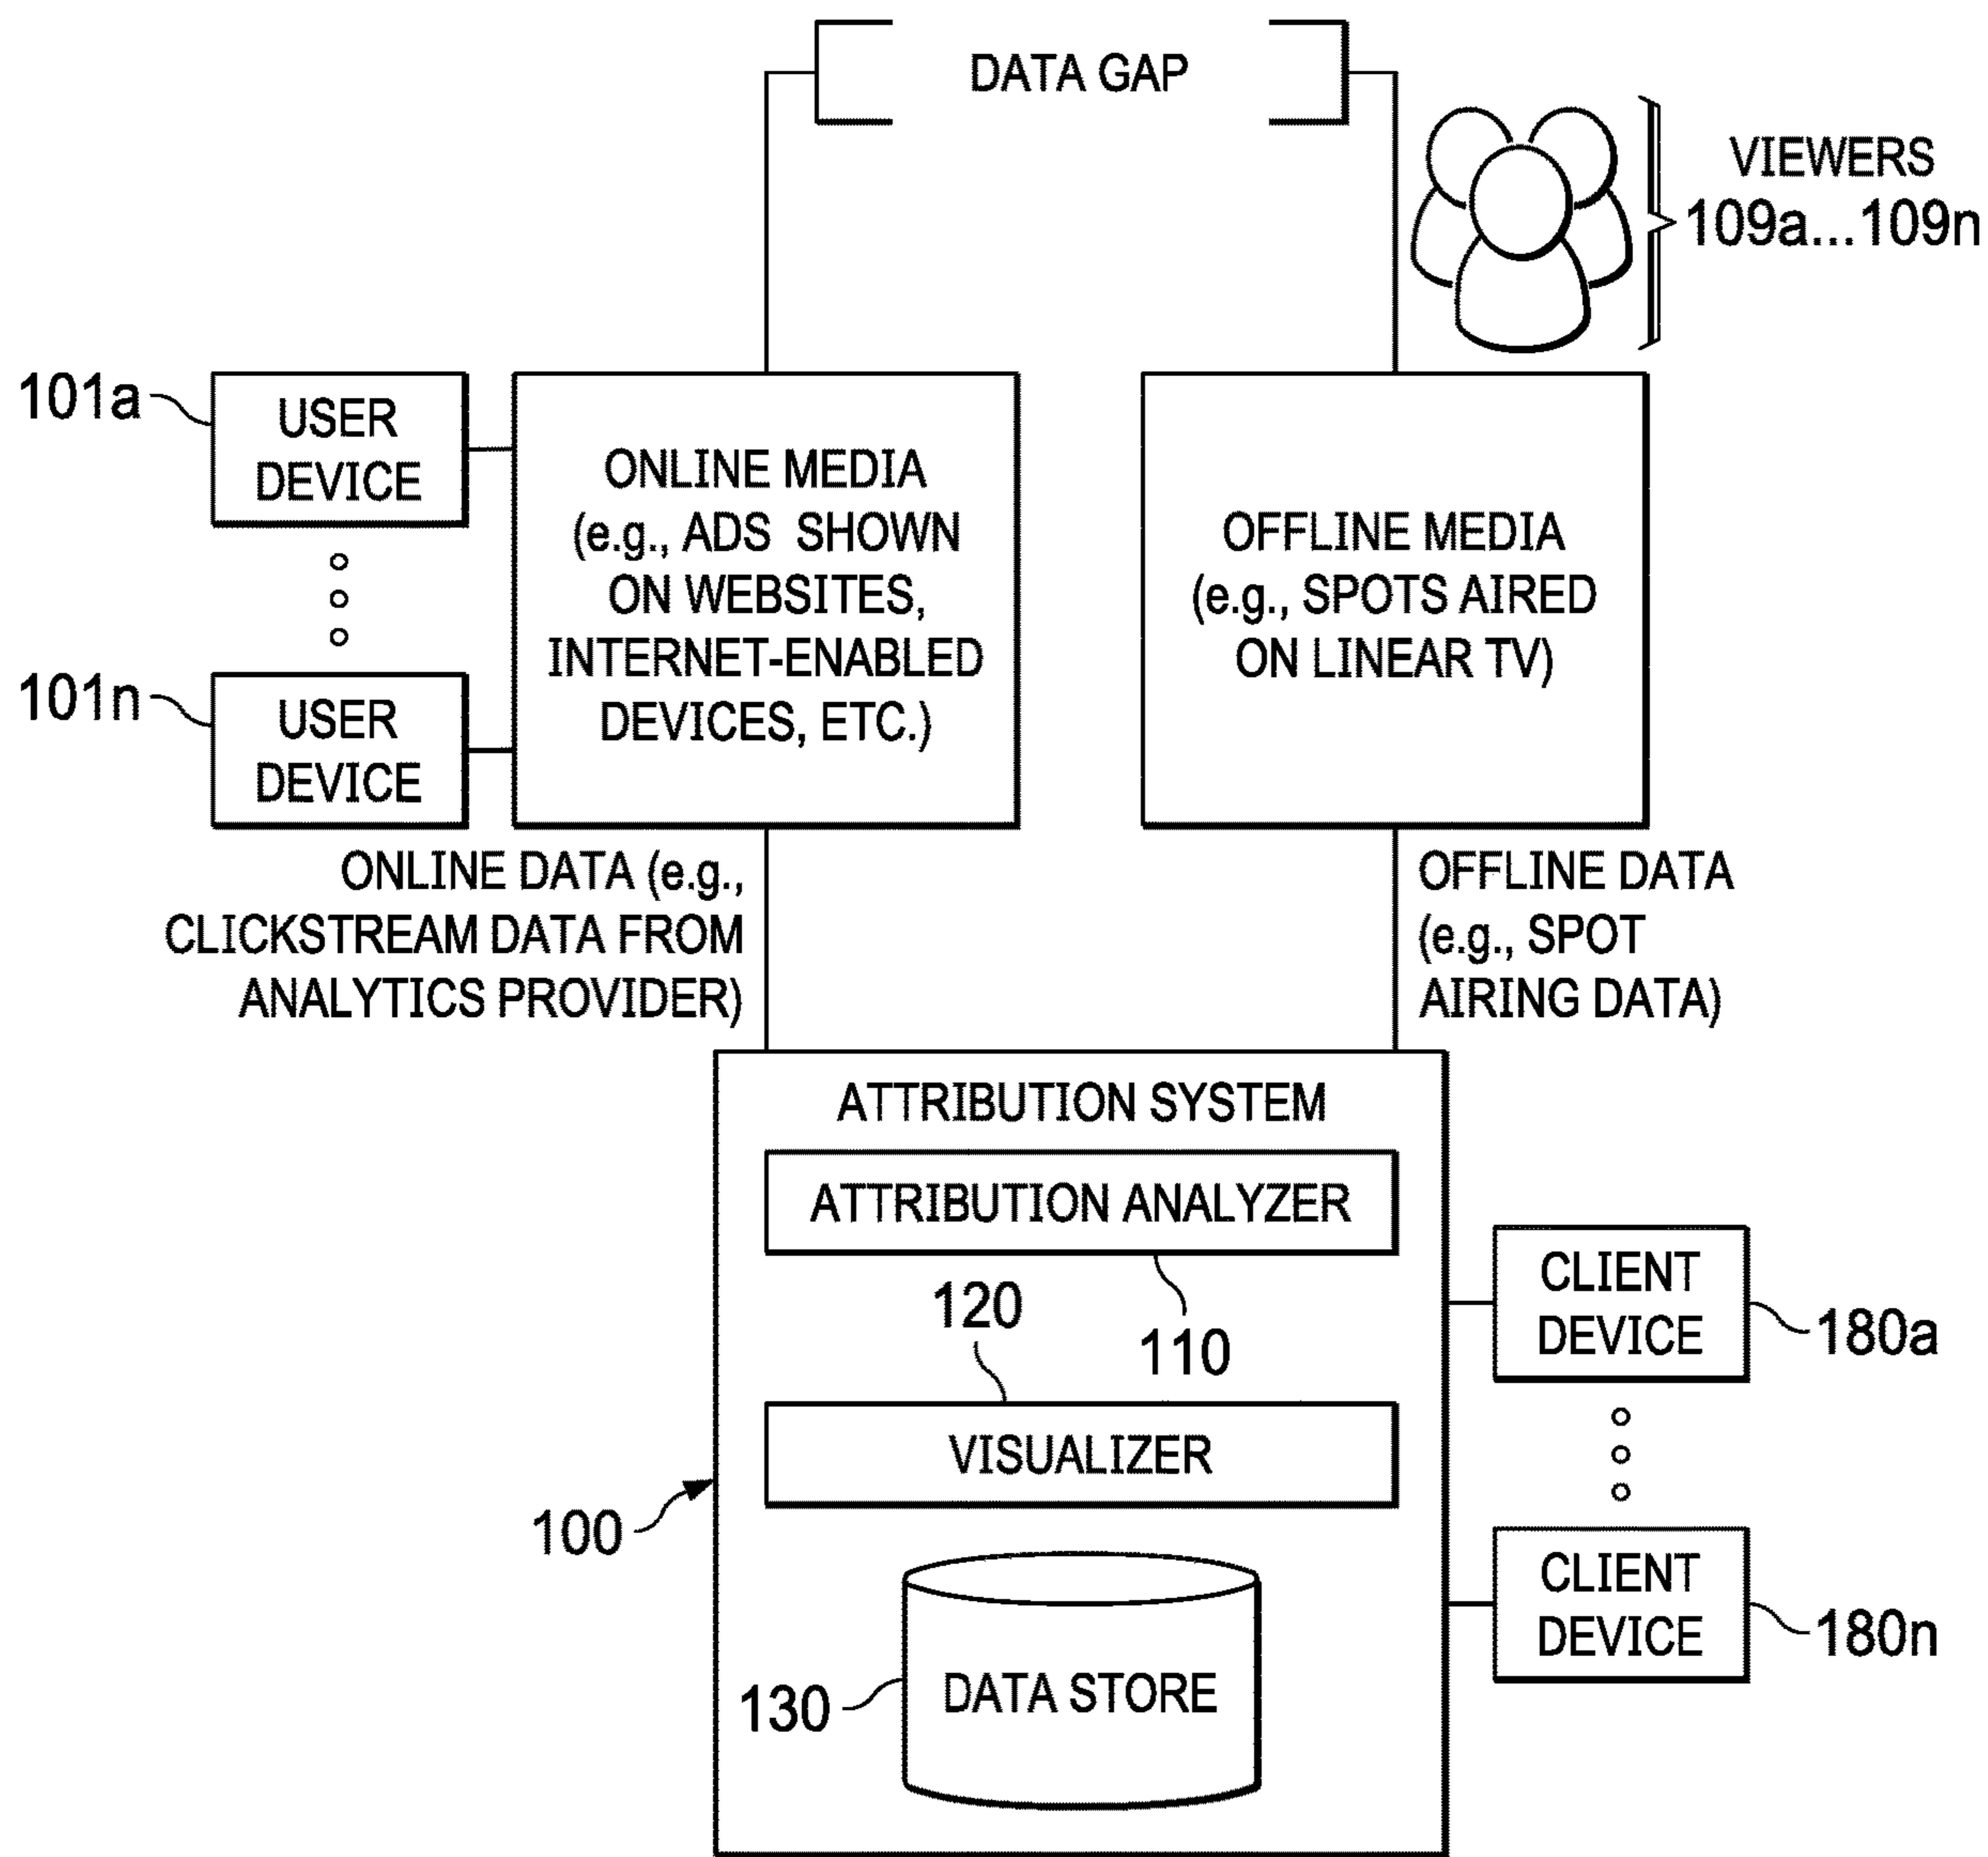 DATA GAP
VIEWERS
109a...109n
101a
USER
DEVICE
101n
USER
DEVICE
ONLINE MEDIA
(e.g., ADS SHOWN
ON WEBSITES,
INTERNET-ENABLED
DEVICES, ETC.)
OFFLINE MEDIA
(e.g., SPOTS AIRED
ON LINEAR TV)
ONLINE DATA (e.g.,
CLICKSTREAM DATA FROM
ANALYTICS PROVIDER)
OFFLINE DATA
(e.g., SPOT
AIRING DATA)
ATTRIBUTION SYSTEM
ATTRIBUTION ANALYZER
110
120
VISUALIZER
100
130
DATA STORE
CLIENT
DEVICE
180a
CLIENT
DEVICE
180n